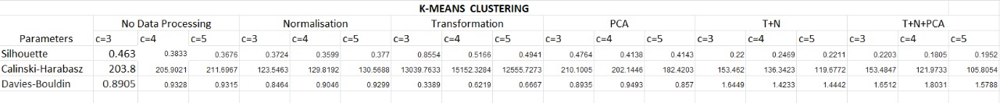 K-MEANS CLUSTERING
No Data Processing Normalisation Transformation PCA T+N T+N+PCA
Parameters c=3 c=4 c=5 c=3 c=4 c=5 c=3 c=4 c=5 c=3 c=4 c=5 c=3 c=4 c=5 c=3 c=4 c=5
Silhouette 0.463 0.3833 0.3676 0.3724 0.3599 0.377 0.8554 0.5166 0.4941 0.4764 0.4138 0.4143 0.22 0.2469 0.2211 0.2203 0.1805 0.1952
Calinski-Harabasz 203.8 205.9021 211.6967 123.5463 129.8192 130.5688 13039.7633 15152.3284 12555.7273 210.1005 202.1446 182.4203 153.462 136.3423 119.6772 153.4847 121.9733 105.8054
Davies-Bouldin 0.8905 0.9328 0.9315 0.8464 0.9046 0.9299 0.3389 0.6219 0.6667 0.8935 0.9493 0.857 1.6449 1.4233 1.4442 1.6512 1.8031 1.5788